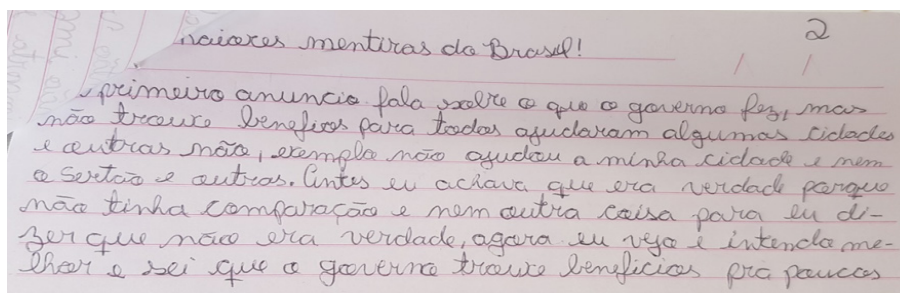 2
maiores mentiras do Brasil!
primeiro anuncio fala sobre o que o governo fez, mas
não trouxe beneficos para todos ajudaram algumas cidades
e outras não, exemplo não ajudou a minha cidade e nem
o Sertão e outras. Antes eu achava que era verdade porque
não tinha comparação e nem outra coisa para eu di-
zer que não era verdade, agora eu vejo e intendo me-
lhor e sei que o governo trouxe beneficios pra poucos